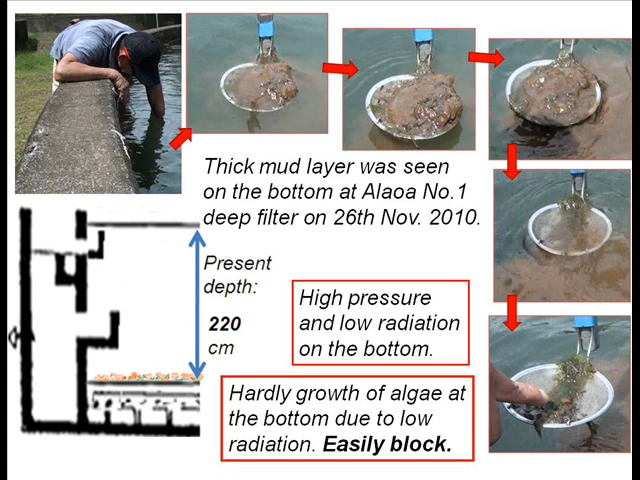 Thick mud layer was seen
on the bottom at Alaoa No.1
deep filter on 26th Nov. 2010.
Present
depth:
220
cm
High pressure
and low radiation
on the bottom.
Hardly growth of algae at
the bottom due to low
radiation. Easily block.